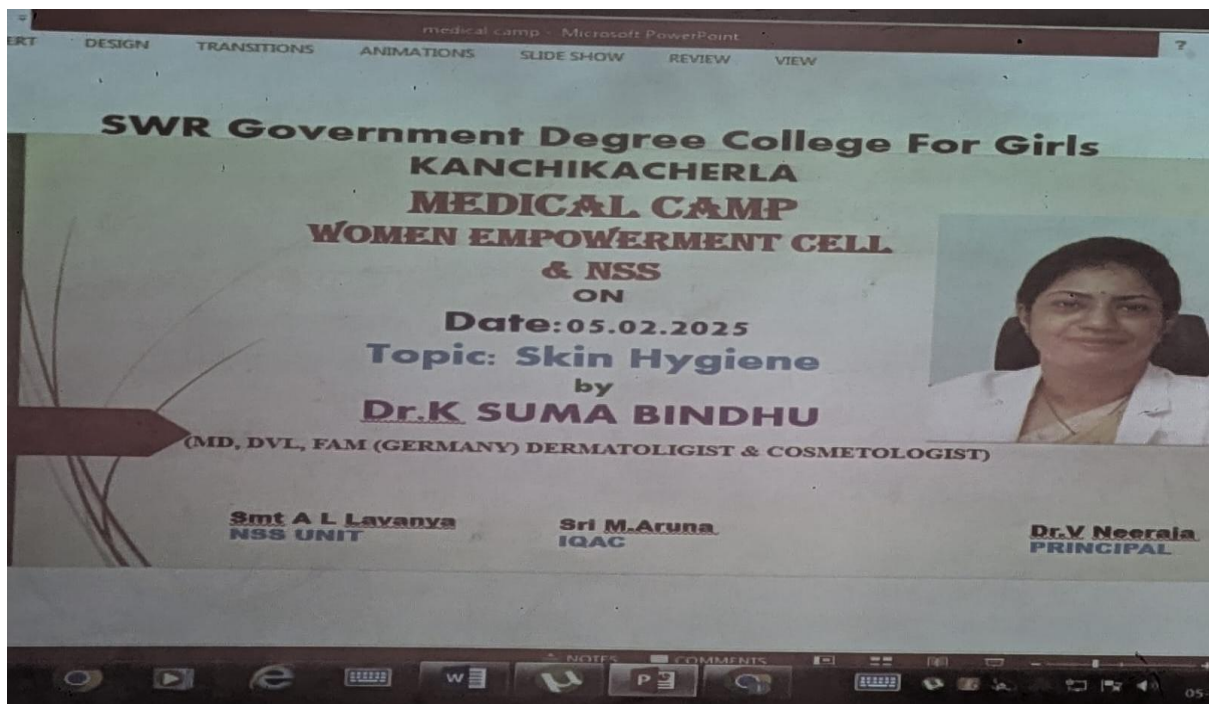 medical camp - Microsoft PowerPoint
?
ERT DESIGN TRANSITIONS ANIMATIONS SLIDE SHOW REVIEW VIEW
SWR Government Degree College For Girls
KANCHIKACHERLA
MEDICAL CAMP
WOMEN EMPOWERMENT CELL
& NSS
ON
Date:05.02.2025
Topic: Skin Hygiene
by
Dr.K SUMA BINDHU
(MD, DVL, FAM (GERMANY) DERMATOLIGIST & COSMETOLOGIST)
Smt A L Lavanya
NSS UNIT
Sri M.Aruna
IQAC
Dr.V Neeraja
PRINCIPAL
NOTES COMMENTS
05-